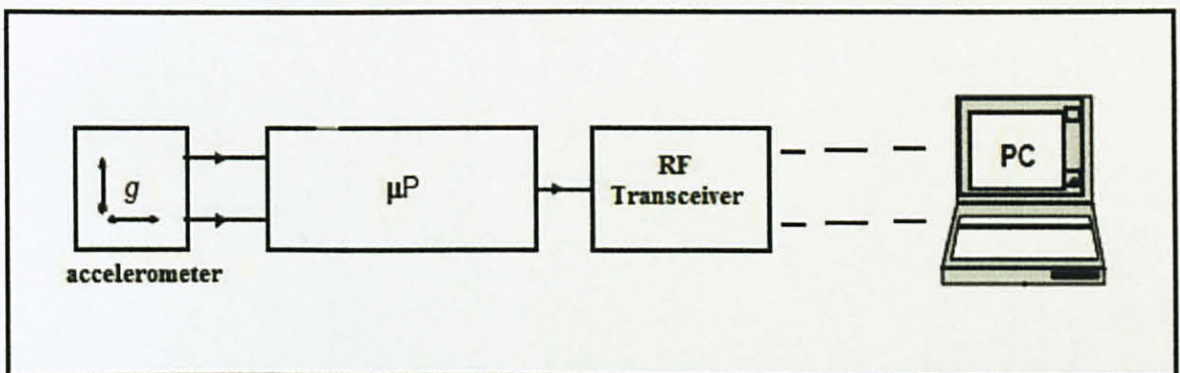 g
accelerometer
μP
RF
Transceiver
PC